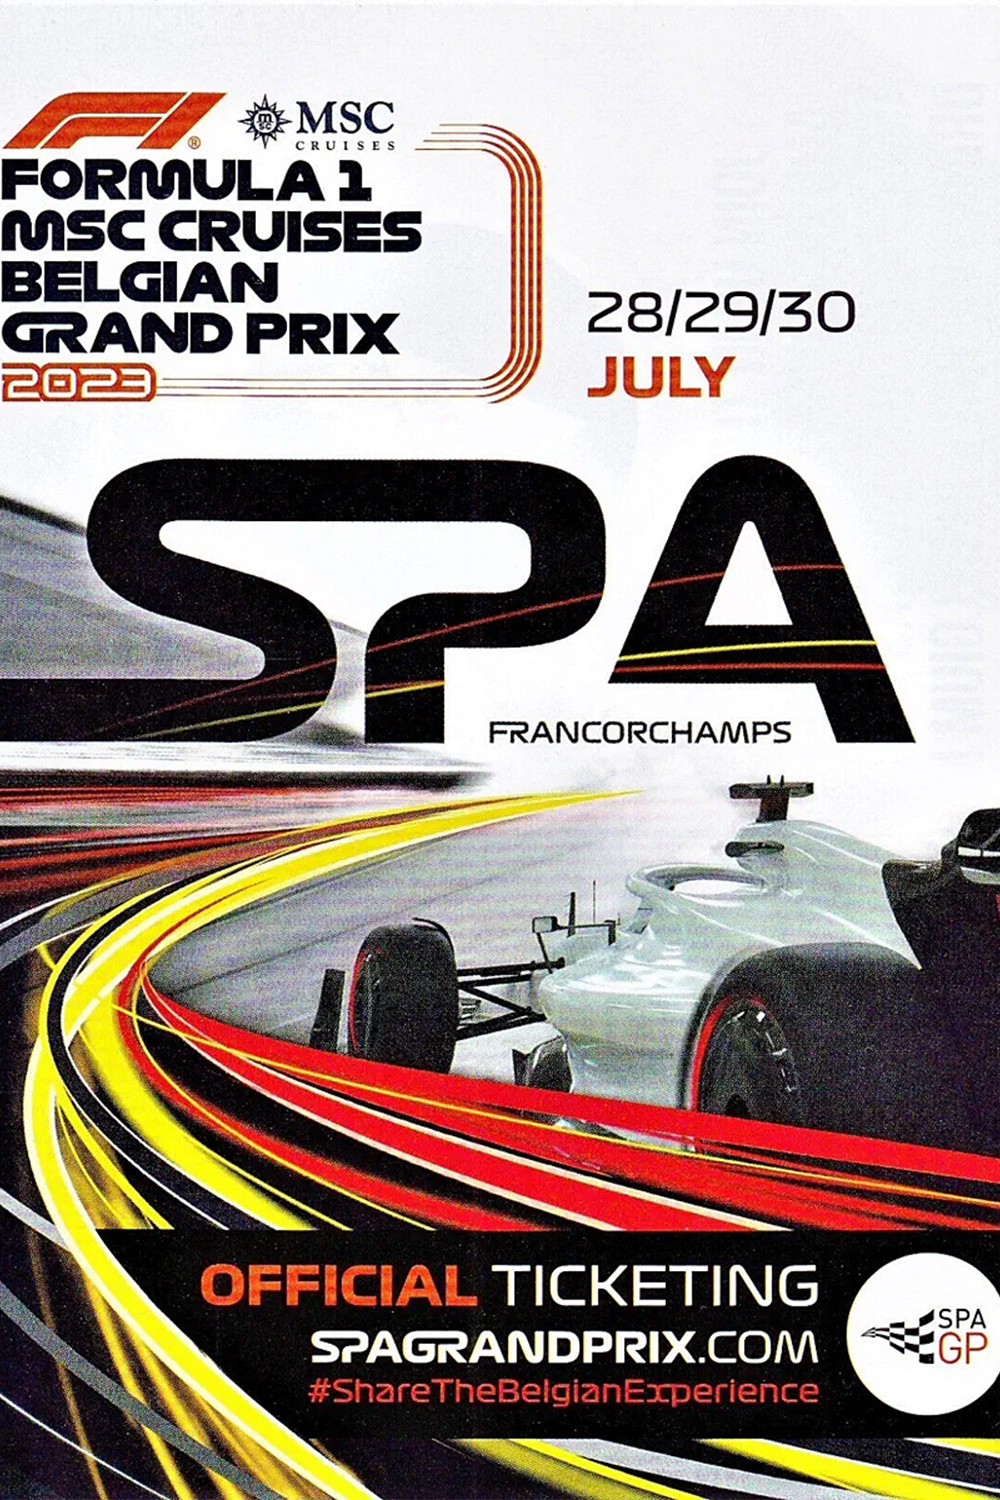 F1®
MSC
CRUISES
FORMULA 1
MSC CRUISES
BELGIAN
GRAND PRIX
2023
28/29/30
JULY
SPA
FRANCORCHAMPS
OFFICIAL TICKETING
SPAGRANDPRIX.COM
#ShareTheBelgianExperience
SPA
GP